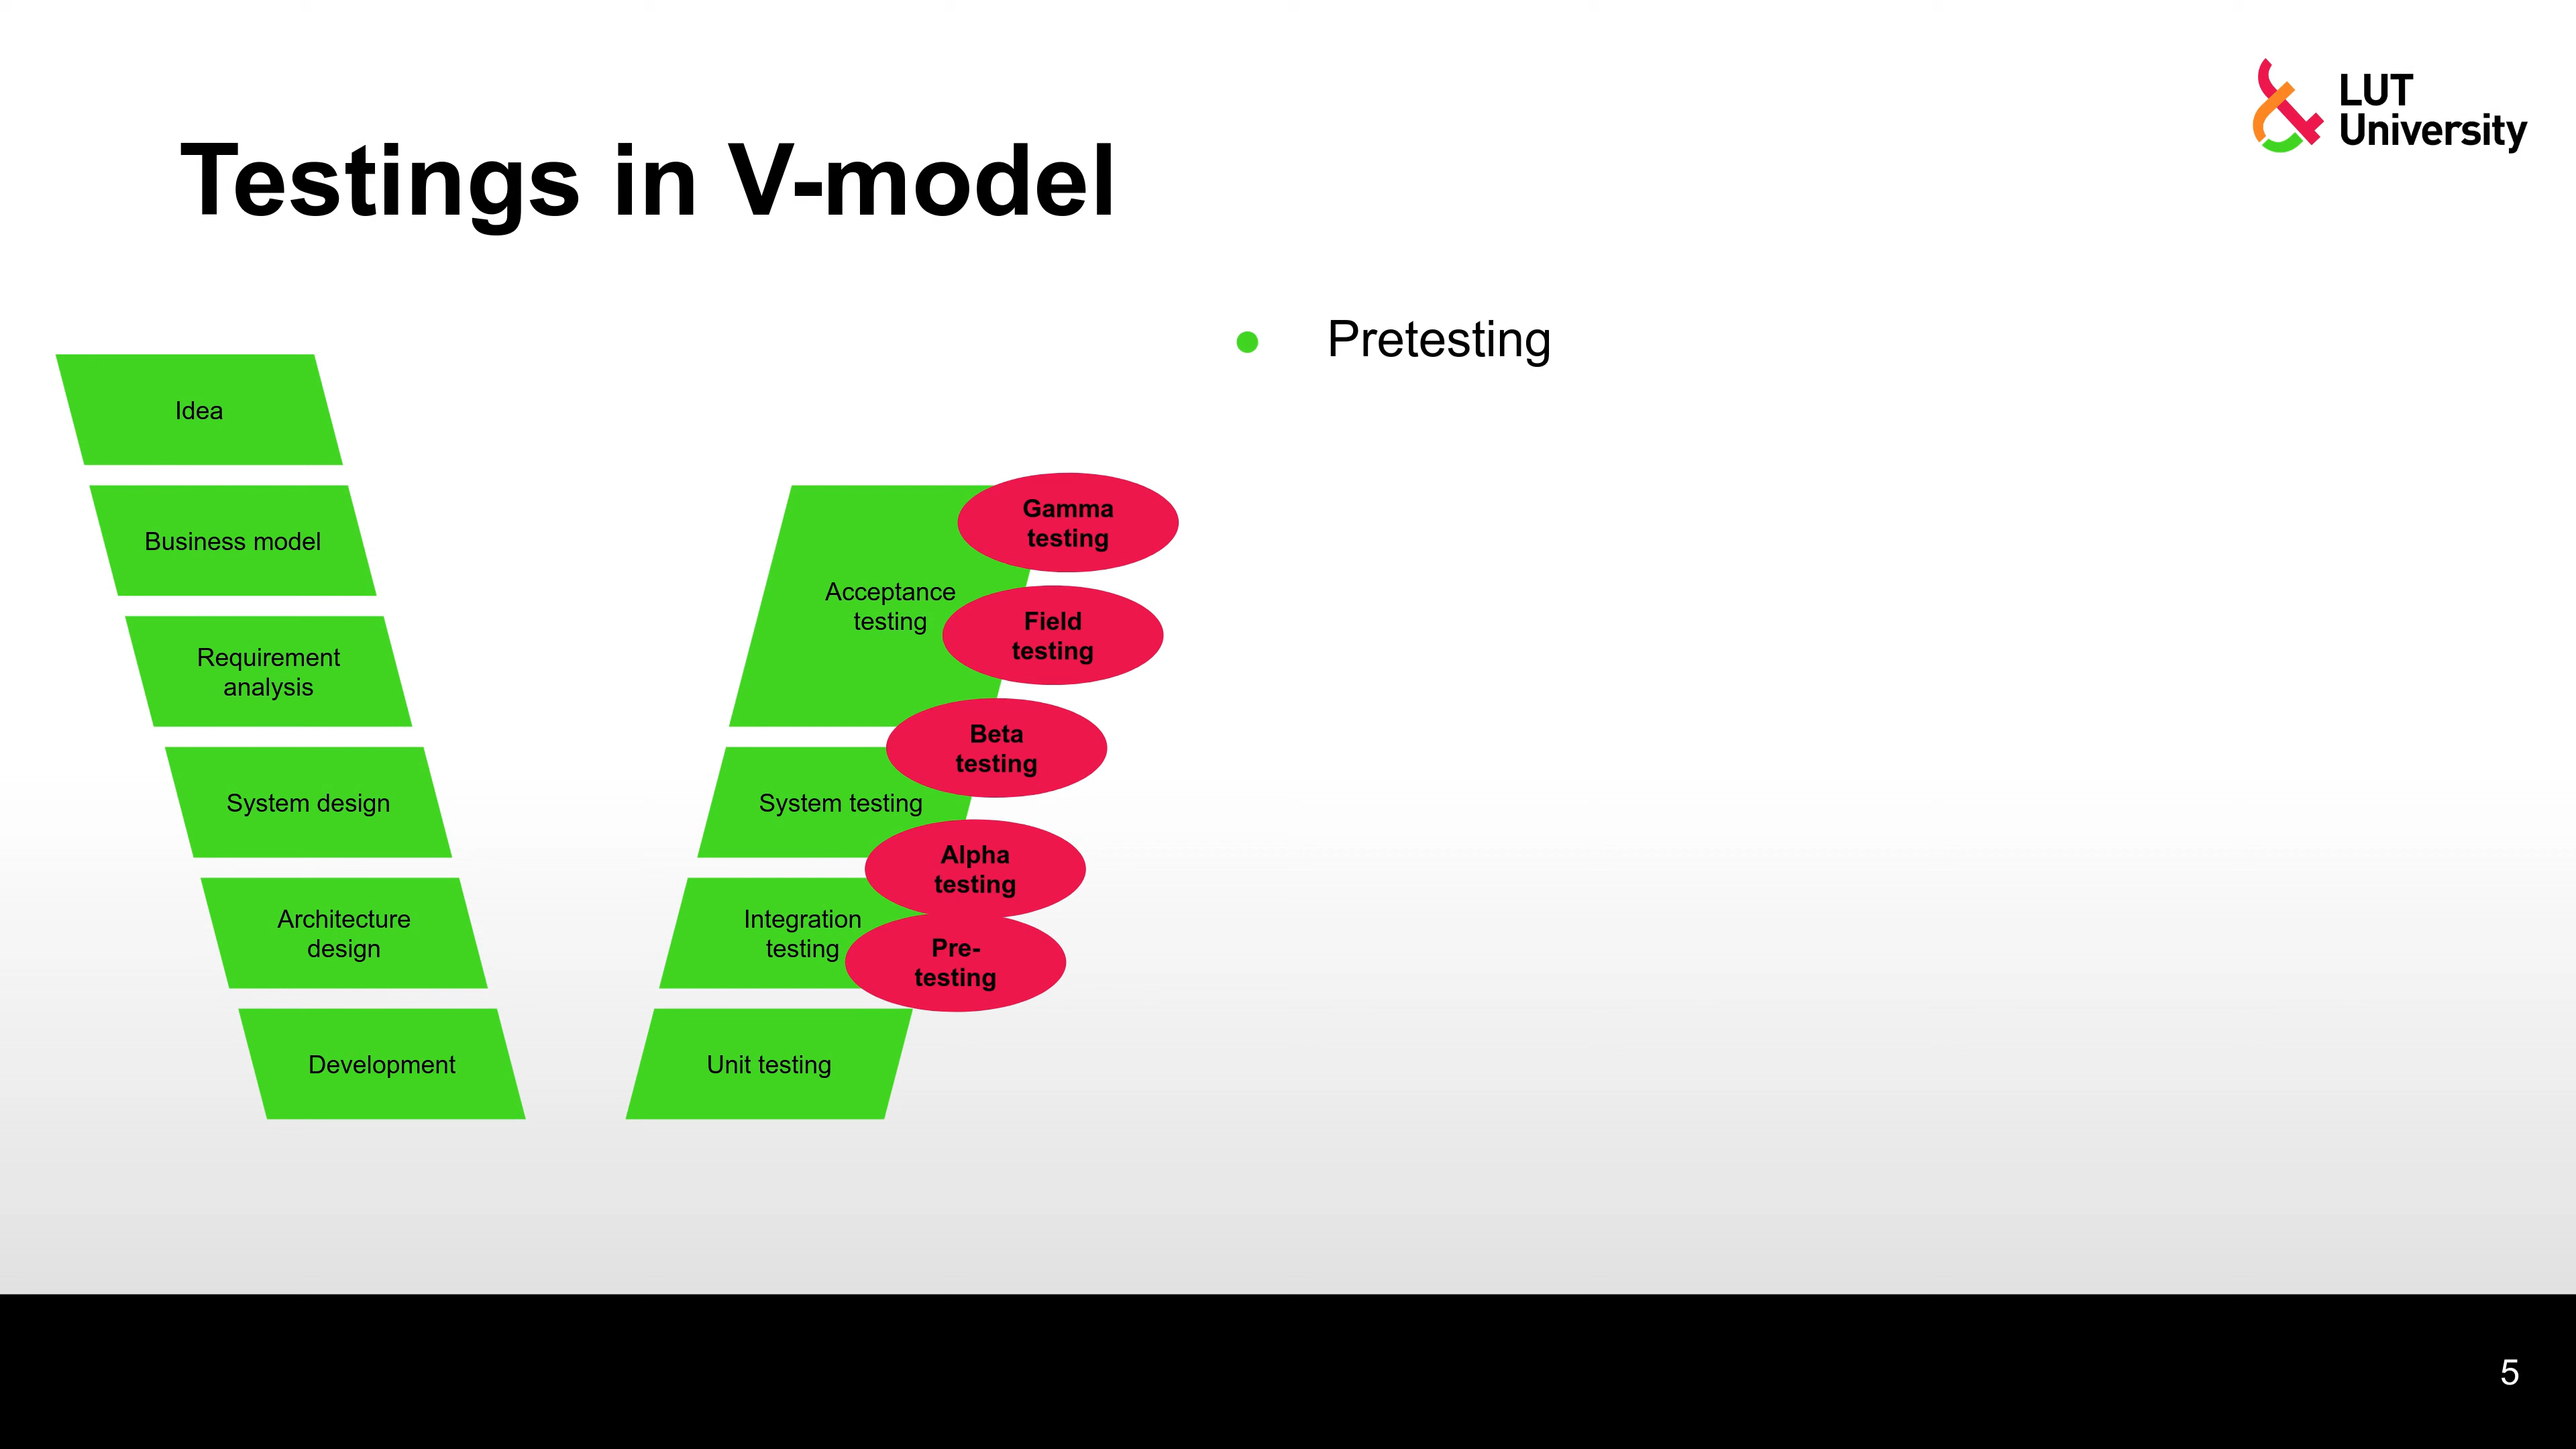 LUT
University
Testings in V-model
Pretesting
Idea
Business model
Requirement
analysis
System design
Architecture
design
Development
Acceptance
testing
System testing
Integration
testing
Unit testing
Gamma
testing
Field
testing
Beta
testing
Alpha
testing
Pre-
testing
5